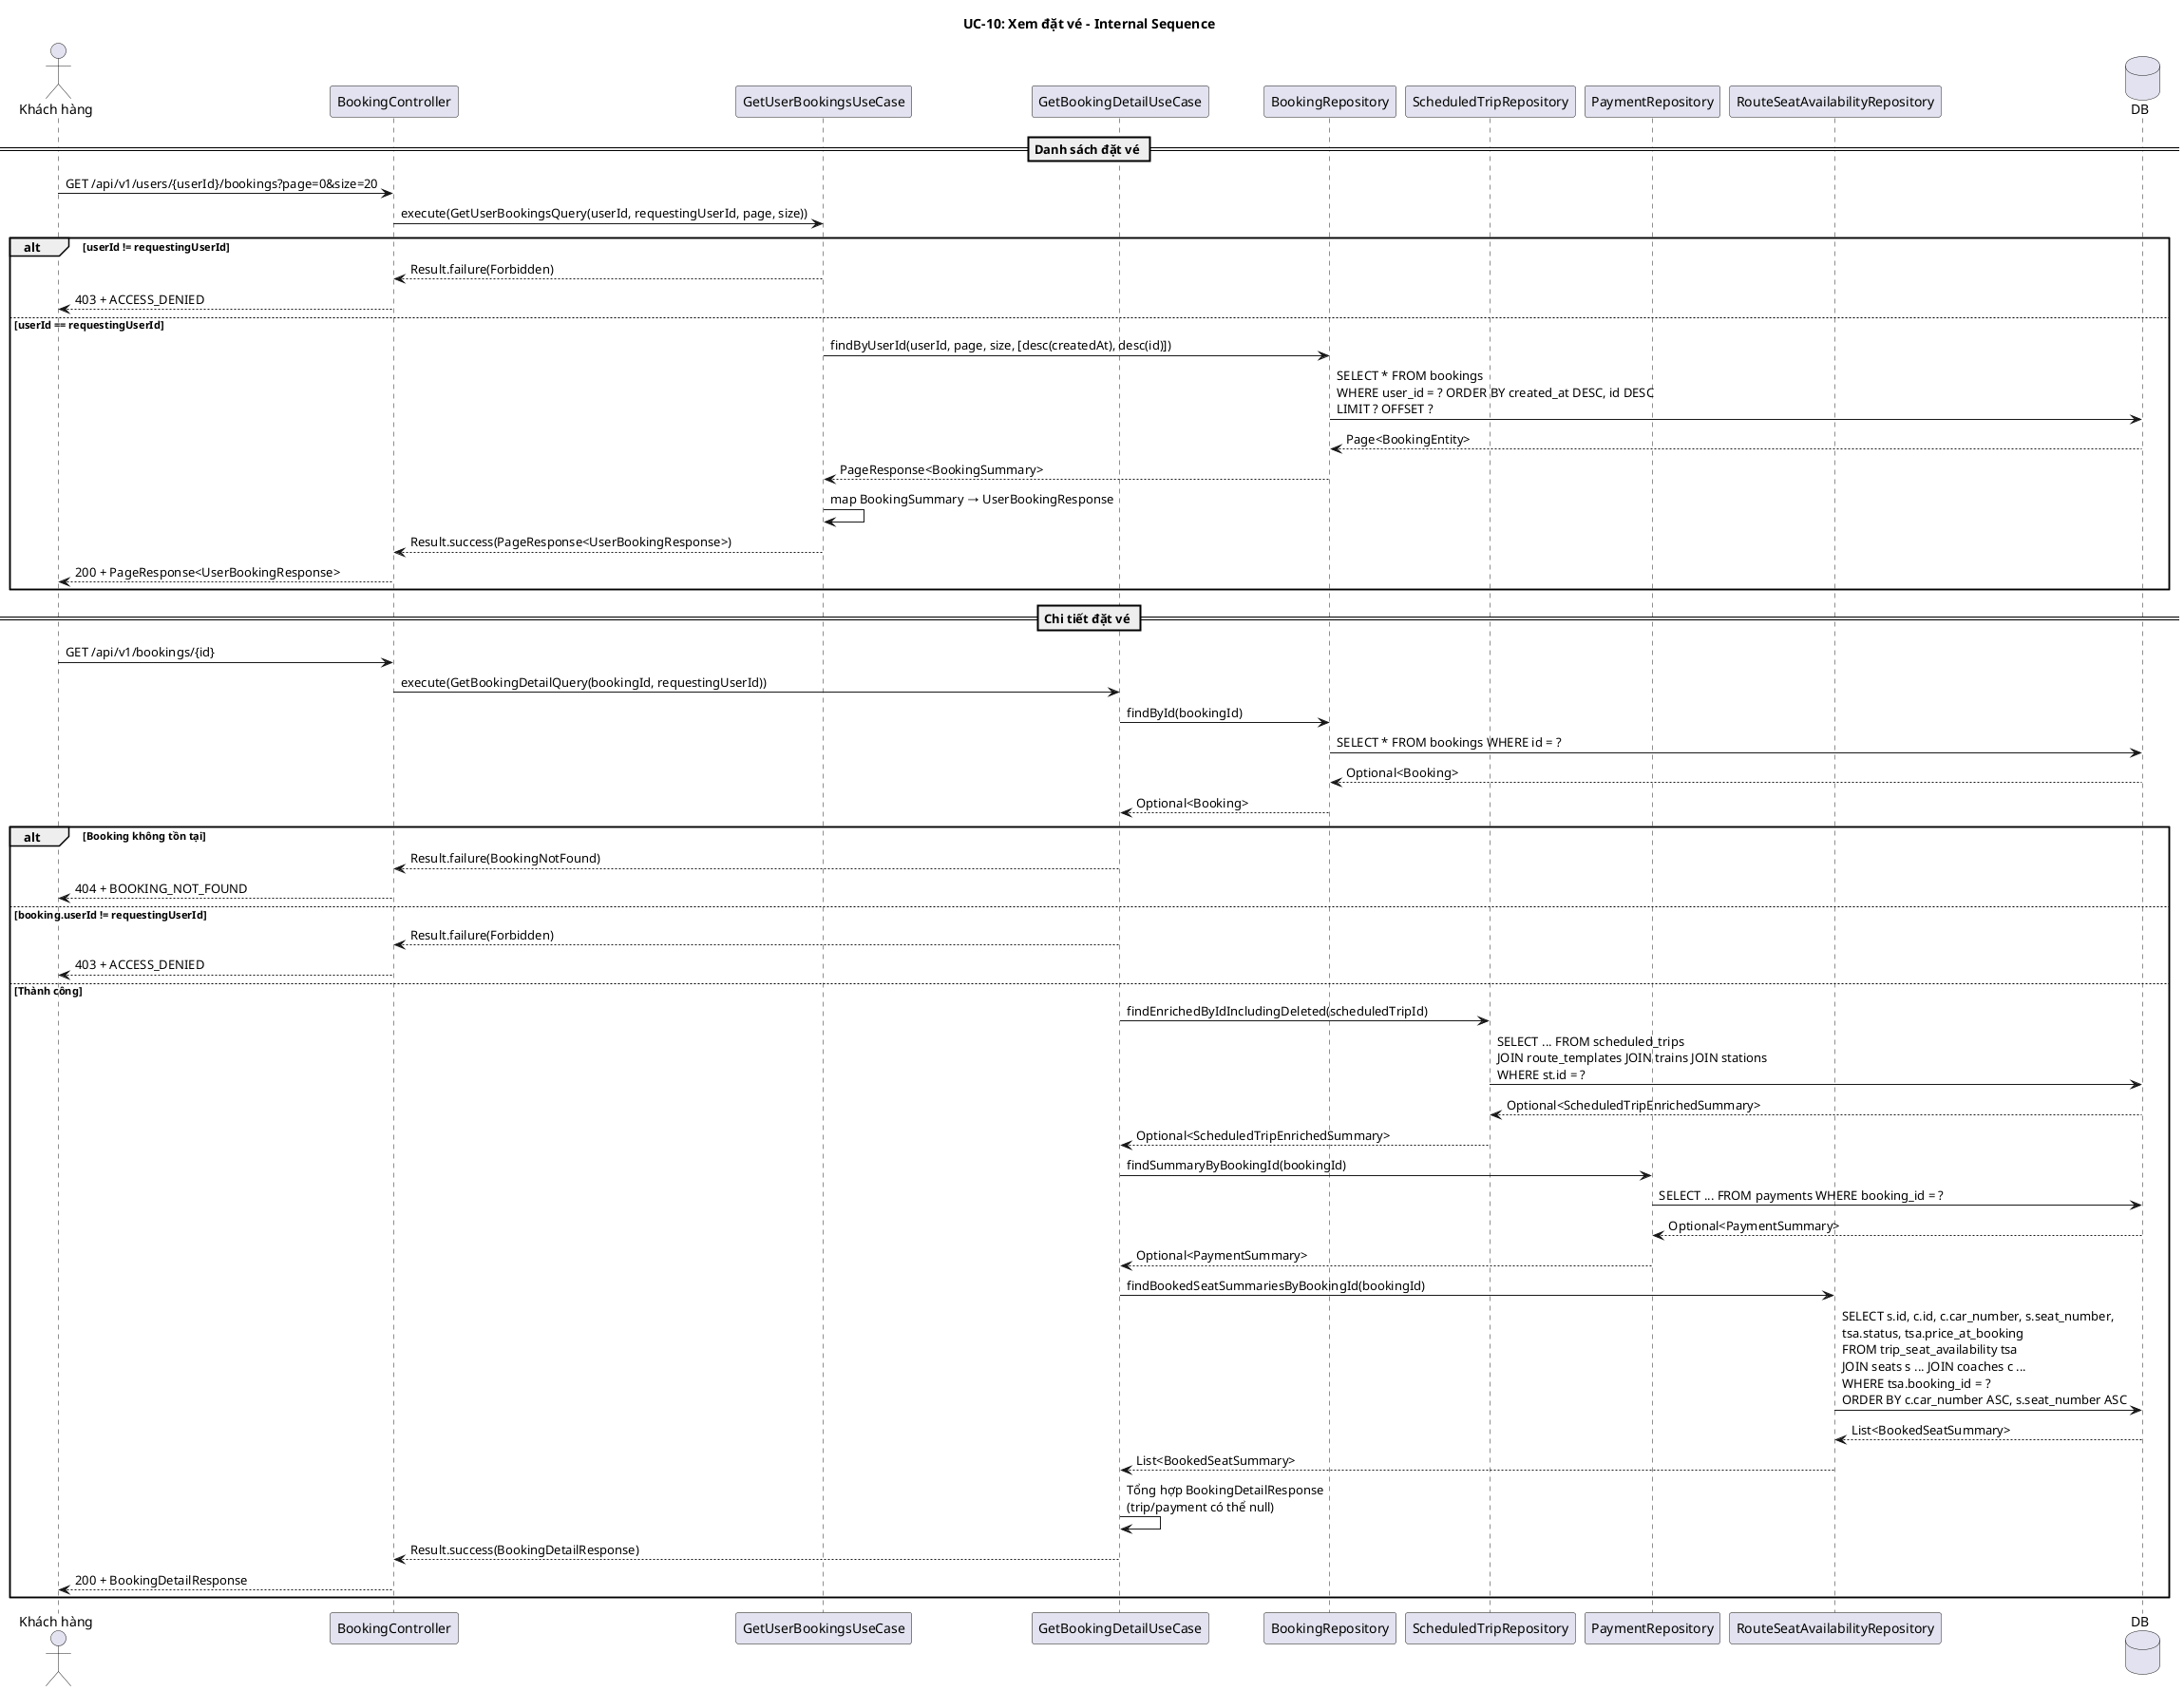 UC-10: Xem đặt vé - Internal Sequence
Khách hàng
BookingController
GetUserBookingsUseCase
GetBookingDetailUseCase
BookingRepository
ScheduledTripRepository
PaymentRepository
RouteSeatAvailabilityRepository
DB
Danh sách đặt vé
GET /api/v1/users/{userId}/bookings?page=0&size=20
execute(GetUserBookingsQuery(userId, requestingUserId, page, size))
alt [userId != requestingUserId]
Result.failure(Forbidden)
403 + ACCESS_DENIED
[userId == requestingUserId]
findByUserId(userId, page, size, [desc(createdAt), desc(id)])
SELECT * FROM bookings
WHERE user_id = ? ORDER BY created_at DESC, id DESC
LIMIT ? OFFSET ?
Page<BookingEntity>
PageResponse<BookingSummary>
map BookingSummary → UserBookingResponse
Result.success(PageResponse<UserBookingResponse>)
200 + PageResponse<UserBookingResponse>
Chi tiết đặt vé
GET /api/v1/bookings/{id}
execute(GetBookingDetailQuery(bookingId, requestingUserId))
findById(bookingId)
SELECT * FROM bookings WHERE id = ?
Optional<Booking>
Optional<Booking>
alt [Booking không tồn tại]
Result.failure(BookingNotFound)
404 + BOOKING_NOT_FOUND
[booking.userId != requestingUserId]
Result.failure(Forbidden)
403 + ACCESS_DENIED
[Thành công]
findEnrichedByIdIncludingDeleted(scheduledTripId)
SELECT ... FROM scheduled_trips
JOIN route_templates JOIN trains JOIN stations
WHERE st.id = ?
Optional<ScheduledTripEnrichedSummary>
Optional<ScheduledTripEnrichedSummary>
findSummaryByBookingId(bookingId)
SELECT ... FROM payments WHERE booking_id = ?
Optional<PaymentSummary>
Optional<PaymentSummary>
findBookedSeatSummariesByBookingId(bookingId)
SELECT s.id, c.id, c.car_number, s.seat_number,
tsa.status, tsa.price_at_booking
FROM trip_seat_availability tsa
JOIN seats s ... JOIN coaches c ...
WHERE tsa.booking_id = ?
ORDER BY c.car_number ASC, s.seat_number ASC
List<BookedSeatSummary>
List<BookedSeatSummary>
Tổng hợp BookingDetailResponse
(trip/payment có thể null)
Result.success(BookingDetailResponse)
200 + BookingDetailResponse
Khách hàng
BookingController
GetUserBookingsUseCase
GetBookingDetailUseCase
BookingRepository
ScheduledTripRepository
PaymentRepository
RouteSeatAvailabilityRepository
DB